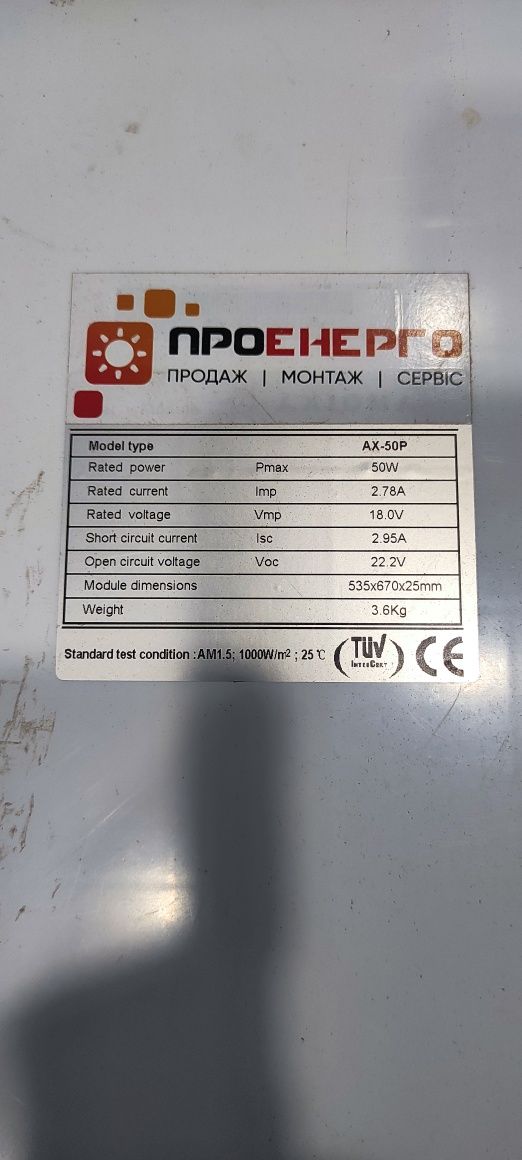 ПРОЕНЕРГО
ПРОДАЖ | МОНТАЖ | СЕРВІС
Model type AX-50P
Rated power Pmax 50W
Rated current Imp 2.78A
Rated voltage Vmp 18.0V
Short circuit current Isc 2.95A
Open circuit voltage Voc 22.2V
Module dimensions 535x670x25mm
Weight 3.6Kg
Standard test condition : AM1.5; 1000W/m² ; 25 ℃ (TÜV CE
INTERCERT)